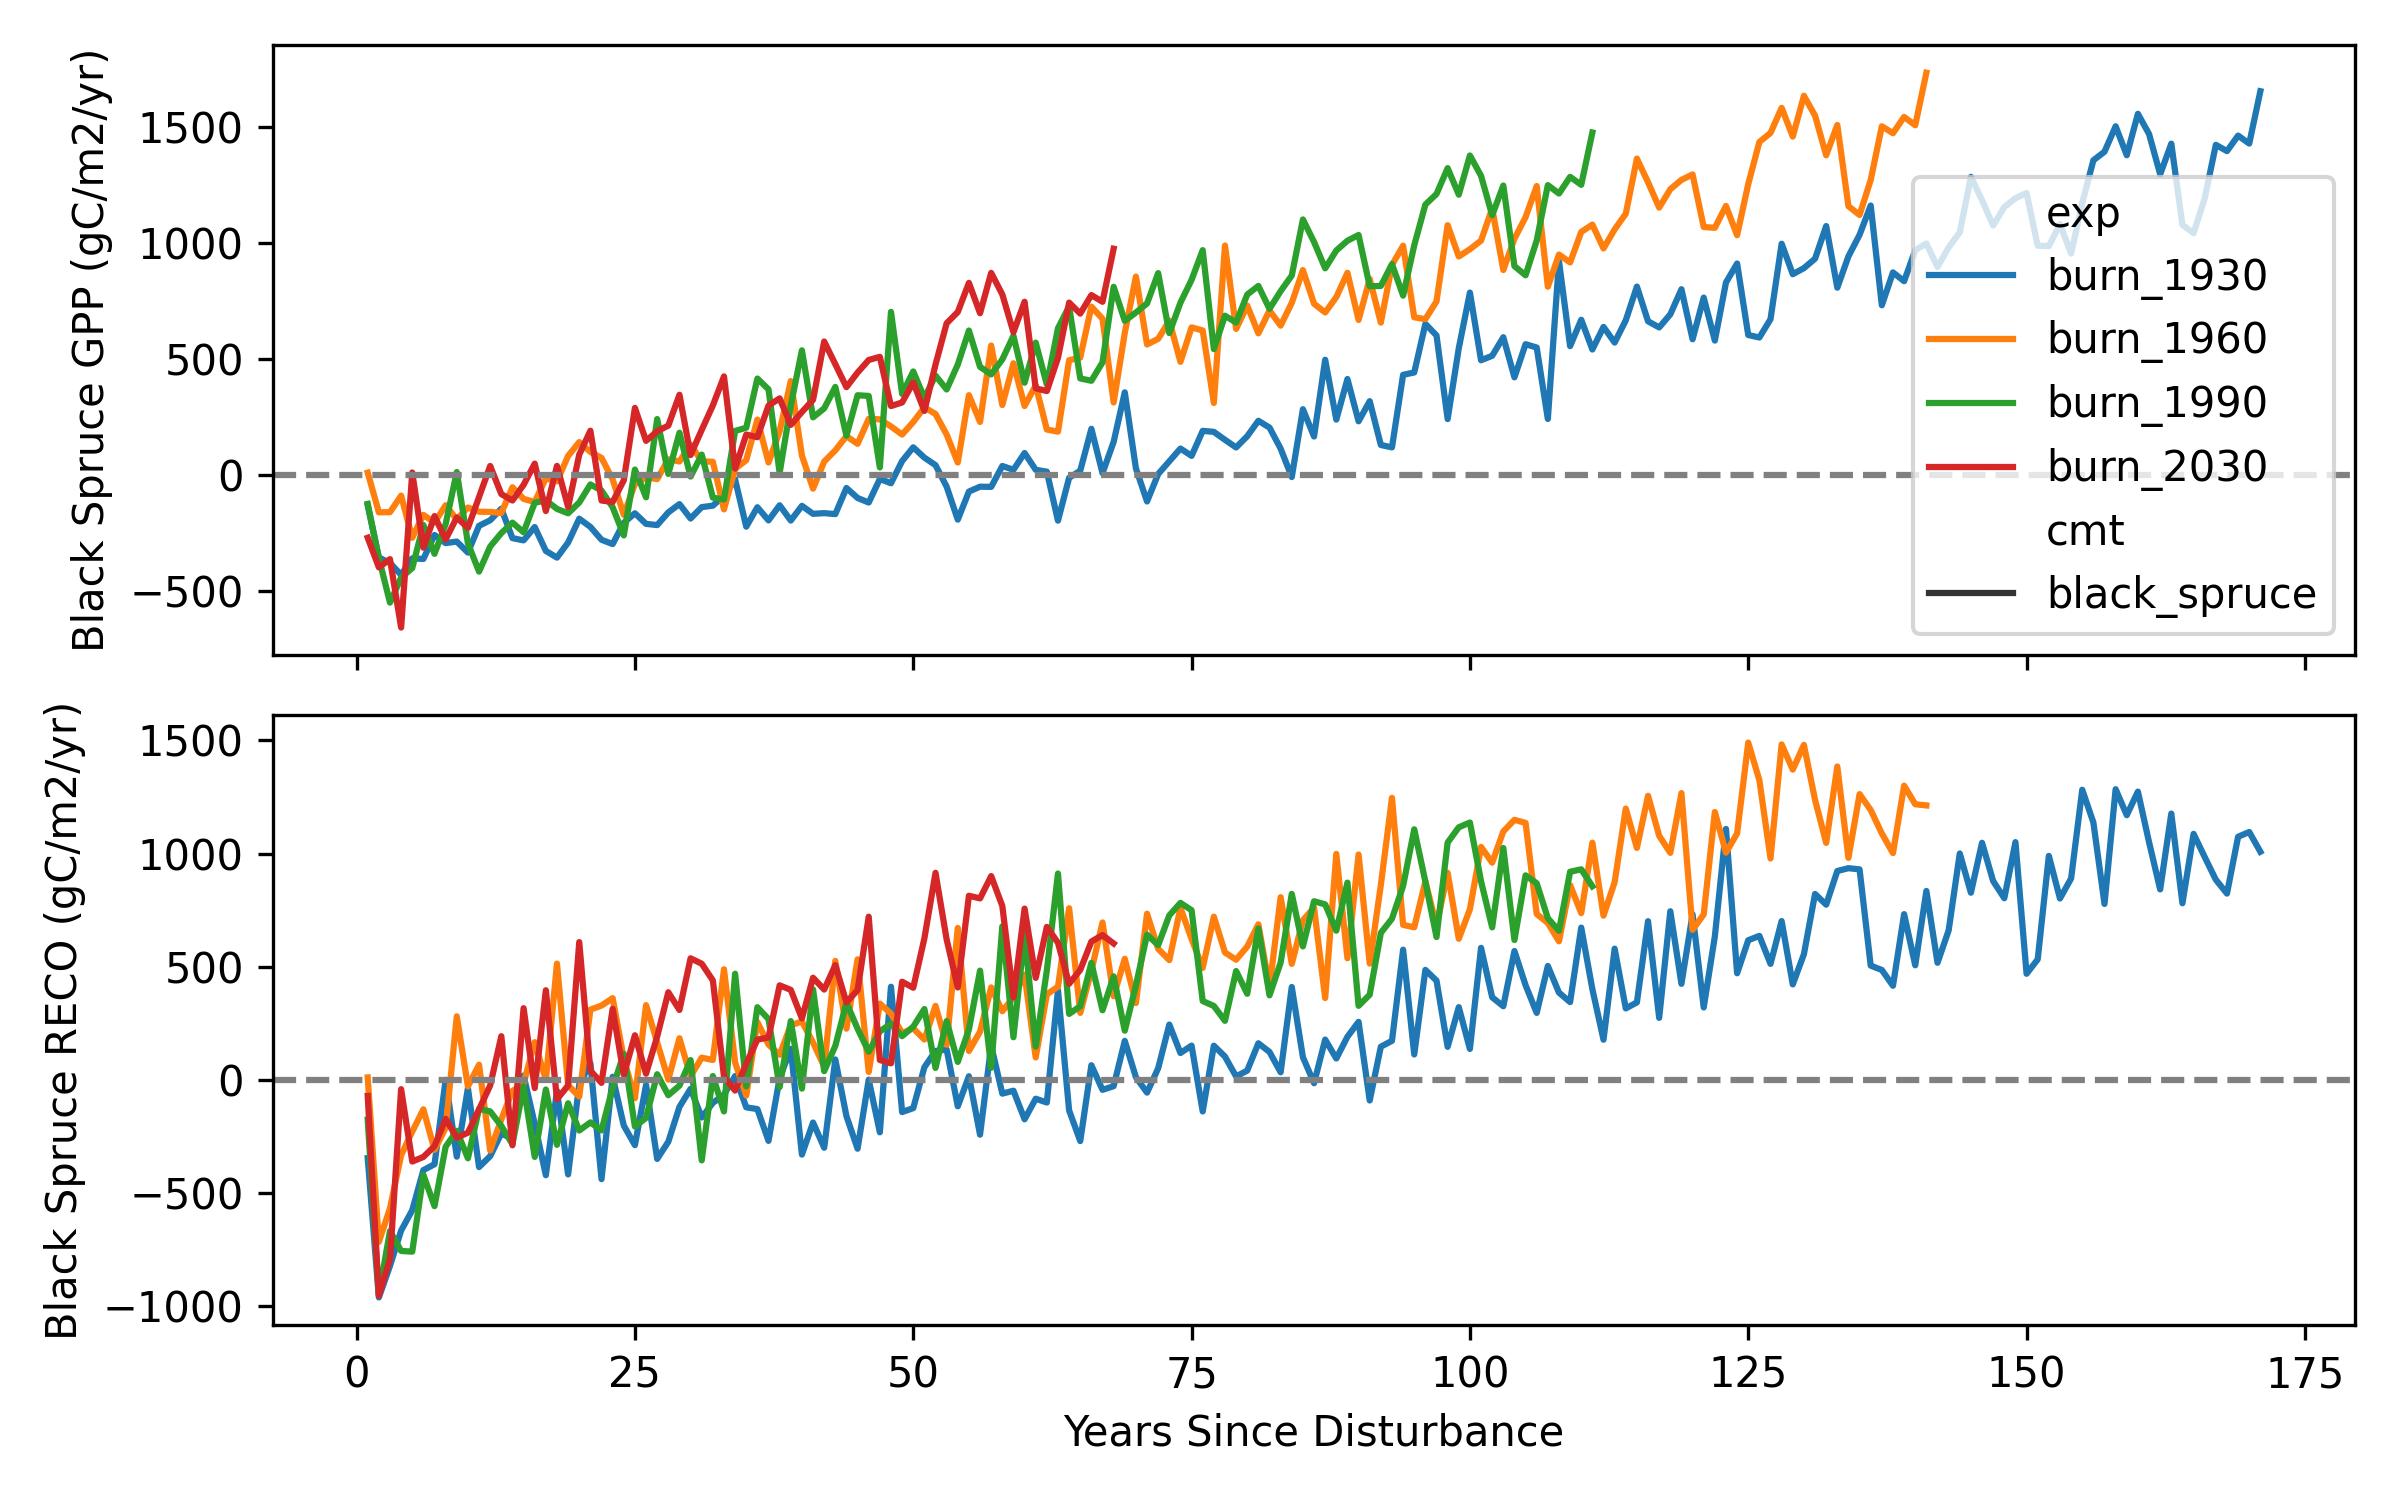 Black Spruce GPP (gC/m2/yr)
1500
1000
500
0
−500
exp
burn_1930
burn_1960
burn_1990
burn_2030
cmt
black_spruce
Black Spruce RECO (gC/m2/yr)
1500
1000
500
0
−500
−1000
0 25 50 75 100 125 150 175
Years Since Disturbance